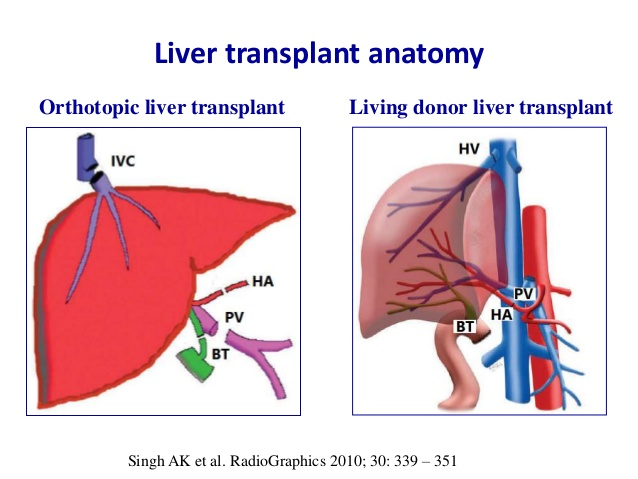 Liver transplant anatomy
Orthotopic liver transplant
Living donor liver transplant
IVC
HA
PV
BT
HV
PV
HA
BT
Singh AK et al. RadioGraphics 2010; 30: 339 – 351